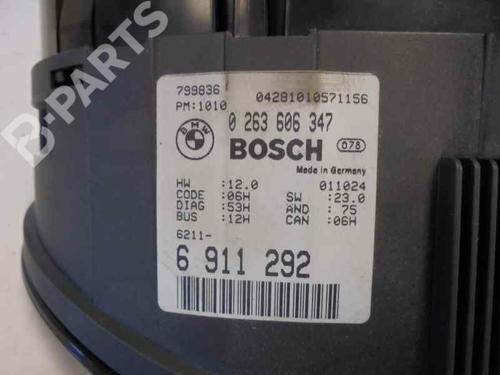 B-PARTS
799836 04281010571156
PM:1010
BMW 0 263 606 347
BOSCH 076
Made in Germany
HW :12.0 011024
CODE :06H SW :23.0
DIAG :53H AND : 75
BUS :12H CAN :06H
6211-
6 911 292